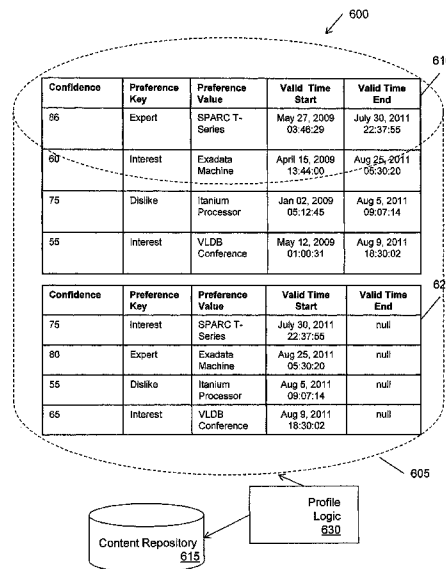 600
61
Confidence Preference Preference Valid Time Valid Time
Key Value Start End
Expert SPARC T- May 27, 2009 July 30, 2011
Series 03:46:29 22:37:55
60 Interest Exadata April 15, 2009 Aug 25, 2011
Machine 13:44:00 05:30:20
75 Dislike Itanium Jan 02, 2009 Aug 5, 2011
Processor 05:12:45 09:07:14
55 Interest VLDB May 12, 2009 Aug 9, 2011
Conference 01:00:31 18:30:02
62
Confidence Preference Preference Valid Time Valid Time
Key Value Start End
75 Interest SPARC T- July 30, 2011 null
Series 22:37:55
80 Expert Exadata Aug 25, 2011 null
Machine 05:30:20
55 Dislike Itanium Aug 5, 2011 null
Processor 09:07:14
65 Interest VLDB Aug 9, 2011 null
Conference 18:30:02
605
Profile
Logic
630
Content Repository
615